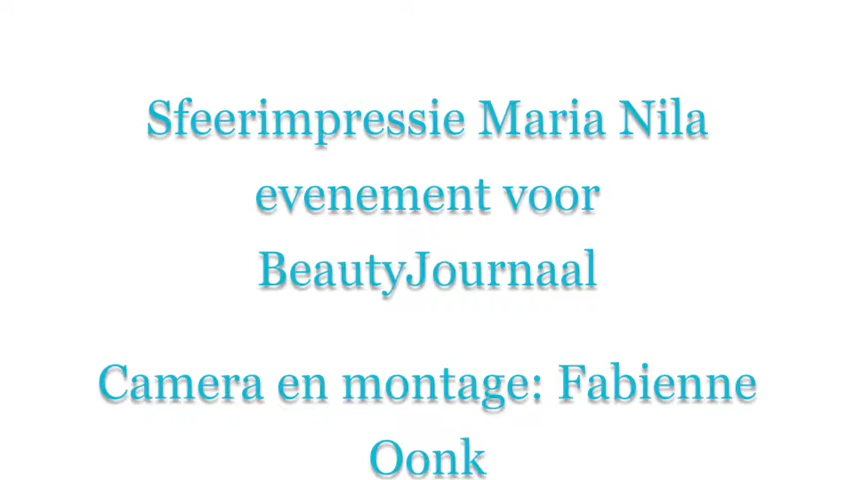 Sfeerimpressie Maria Nila
evenement voor
BeautyJournaal
Camera en montage: Fabienne
Oonk